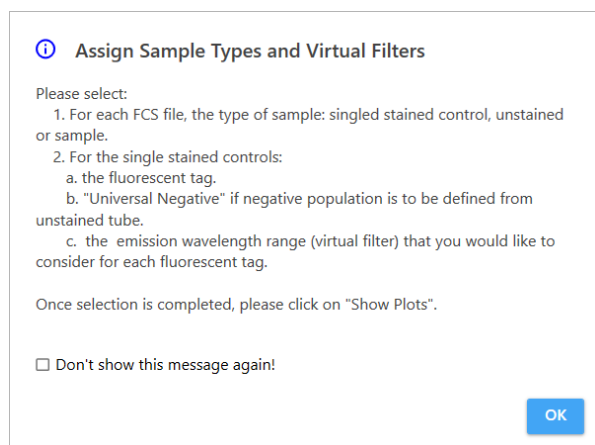 Assign Sample Types and Virtual Filters
Please select:
1. For each FCS file, the type of sample: singled stained control, unstained
or sample.
2. For the single stained controls:
a. the fluorescent tag.
b. "Universal Negative" if negative population is to be defined from
unstained tube.
c. the emission wavelength range (virtual filter) that you would like to
consider for each fluorescent tag.
Once selection is completed, please click on "Show Plots".
Don't show this message again!
OK